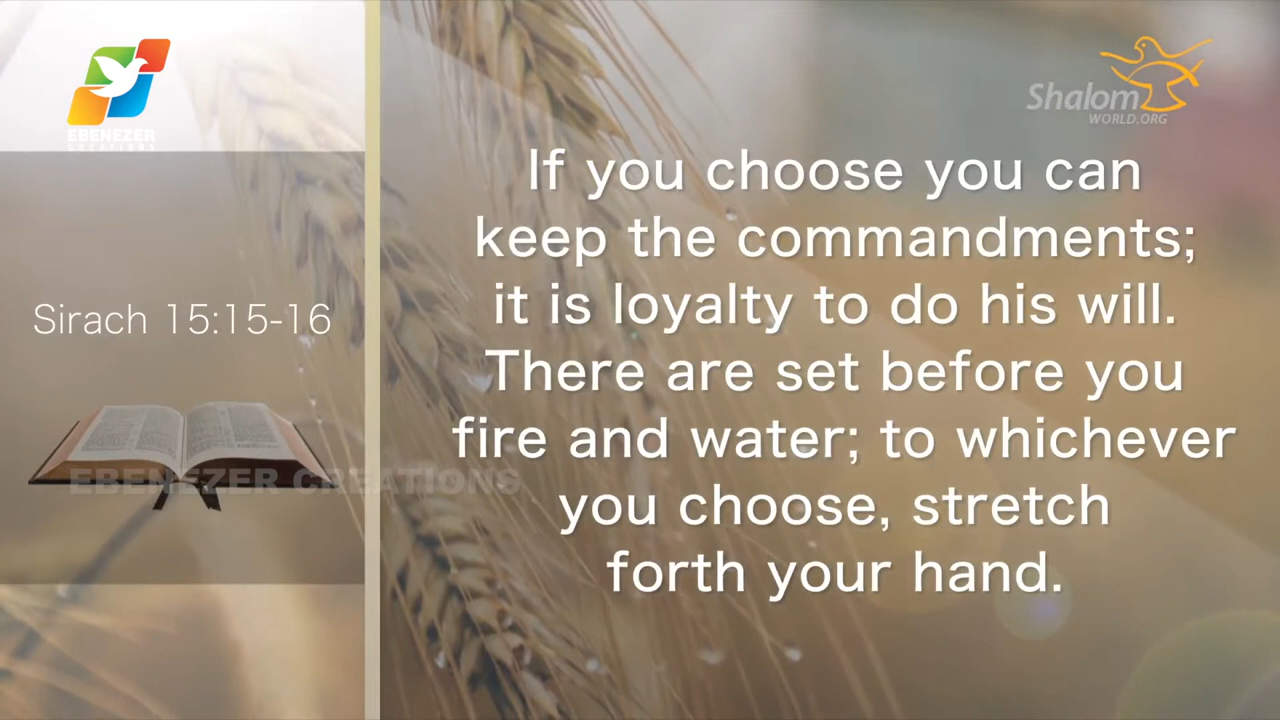 EBENEZER
CREATIONS
Shalom
WORLD.ORG
Sirach 15:15-16
EBENEZER CREATIONS
If you choose you can
keep the commandments;
it is loyalty to do his will.
There are set before you
fire and water; to whichever
you choose, stretch
forth your hand.